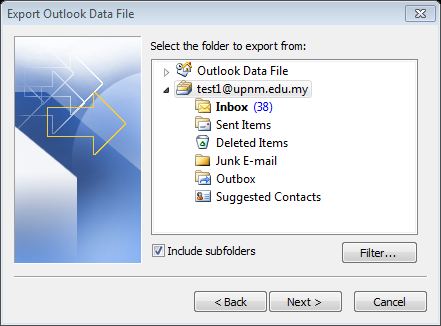 Export Outlook Data File
Select the folder to export from:
Outlook Data File
test1@upnm.edu.my
Inbox (38)
Sent Items
Deleted Items
Junk E-mail
Outbox
Suggested Contacts
Include subfolders
Filter...
< Back
Next >
Cancel